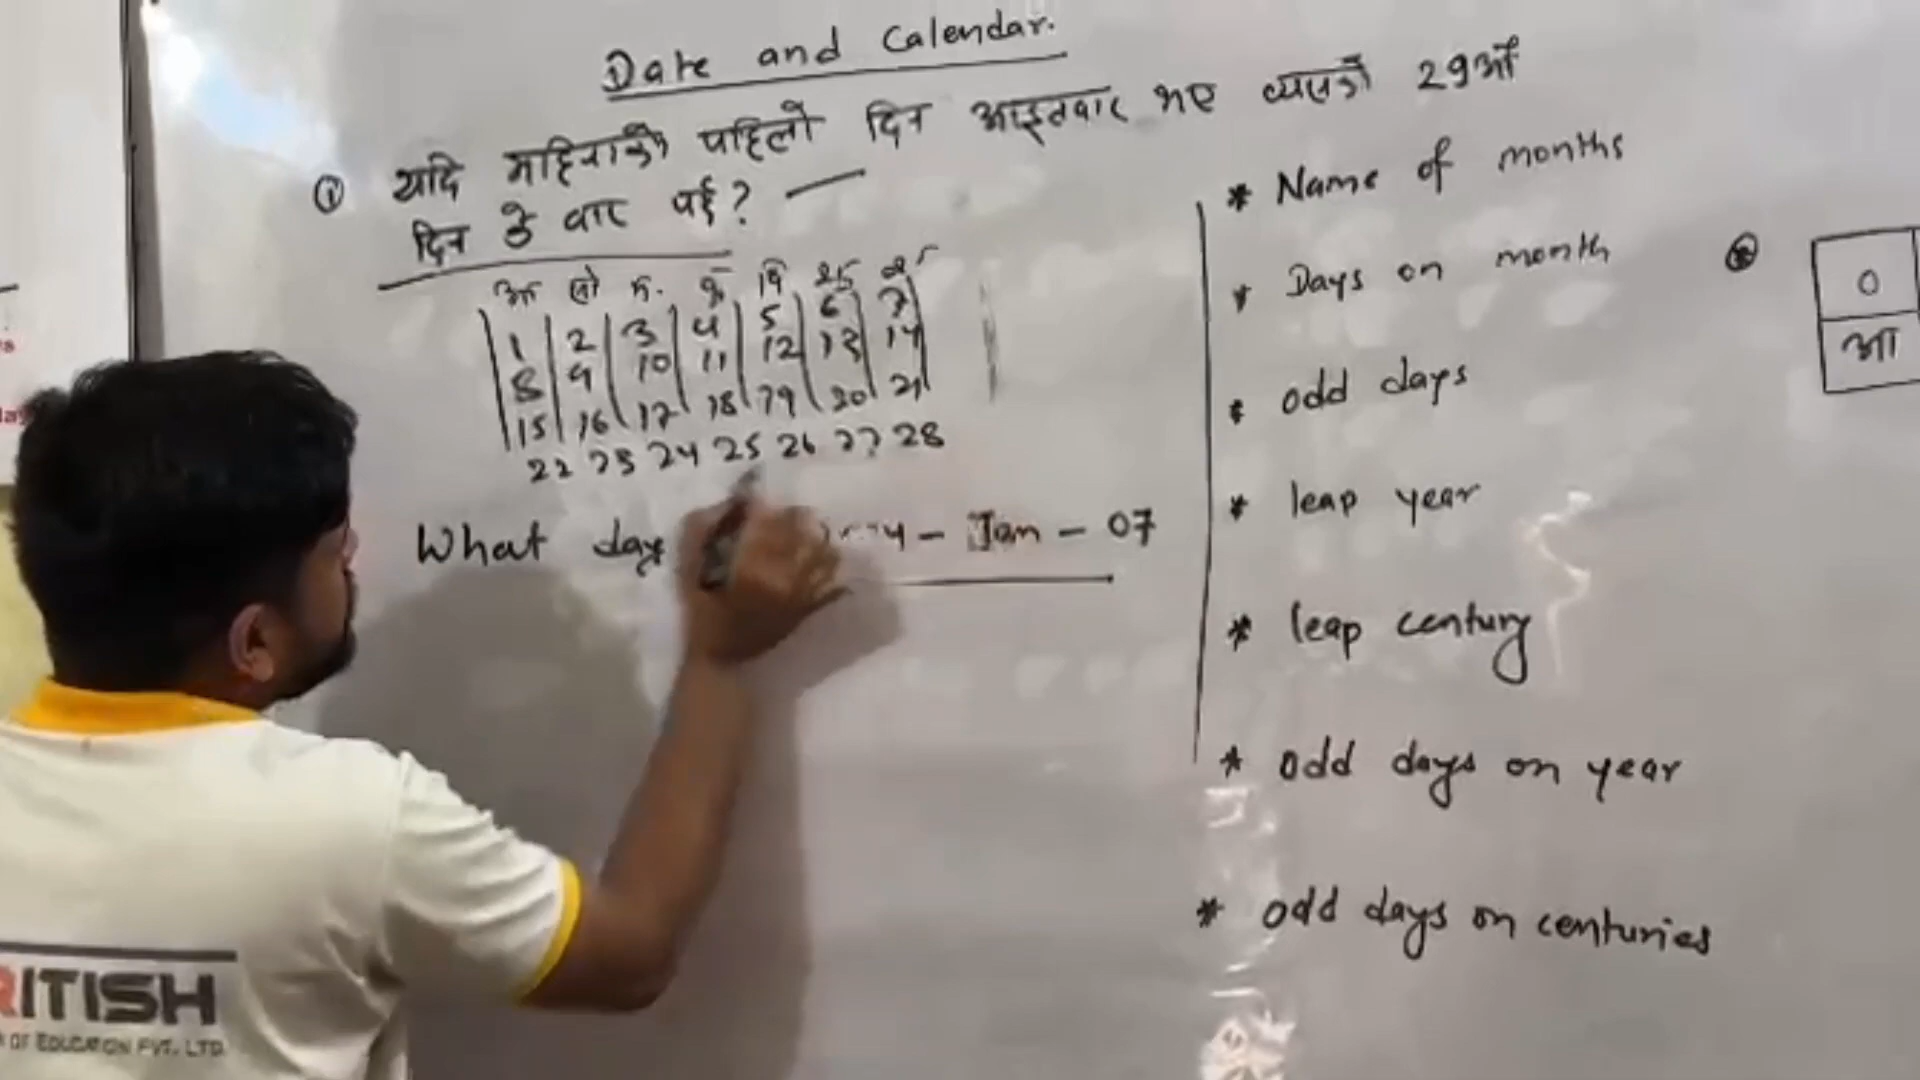 Date and Calendar.
① यदि महिनाको पहिलो दिन आइतबार भए त्यसको 29औं
दिन के वार पर्छ?
आ सो मं. बु बि शु श
1 2 3 4 5 6 7
8 9 10 11 12 13 14
15 16 17 18 19 20 21
22 23 24 25 26 27 28
What day
4 - Jan - 07
* Name of months
* Days on month
* odd days
* leap year
* leap century
* odd days on year
* odd days on centuries
0
आ
RITISH
OF EDUCATION PVT. LTD.